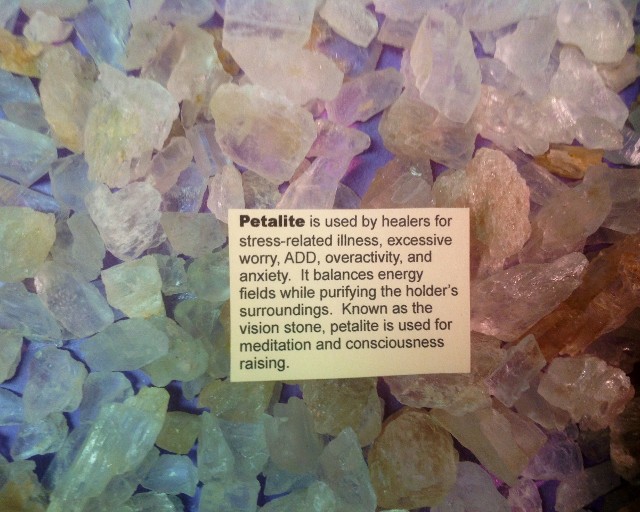 Petalite is used by healers for
stress-related illness, excessive
worry, ADD, overactivity, and
anxiety.  It balances energy
fields while purifying the holder's
surroundings.  Known as the
vision stone, petalite is used for
meditation and consciousness
raising.